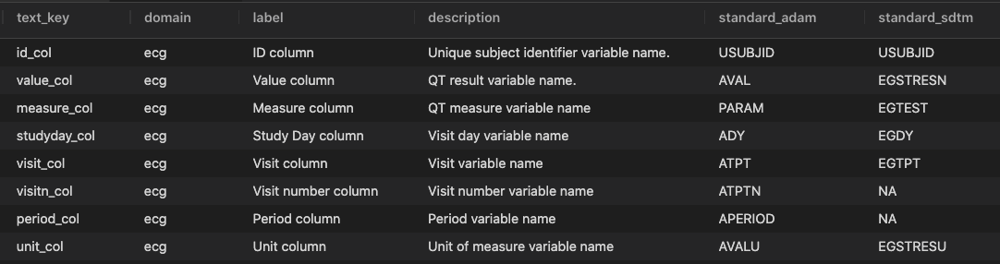 text_key domain label description standard_adam standard_sdtm
id_col ecg ID column Unique subject identifier variable name. USUBJID USUBJID
value_col ecg Value column QT result variable name. AVAL EGSTRESN
measure_col ecg Measure column QT measure variable name PARAM EGTEST
studyday_col ecg Study Day column Visit day variable name ADY EGDY
visit_col ecg Visit column Visit variable name ATPT EGTPT
visitn_col ecg Visit number column Visit number variable name ATPTN NA
period_col ecg Period column Period variable name APERIOD NA
unit_col ecg Unit column Unit of measure variable name AVALU EGSTRESU